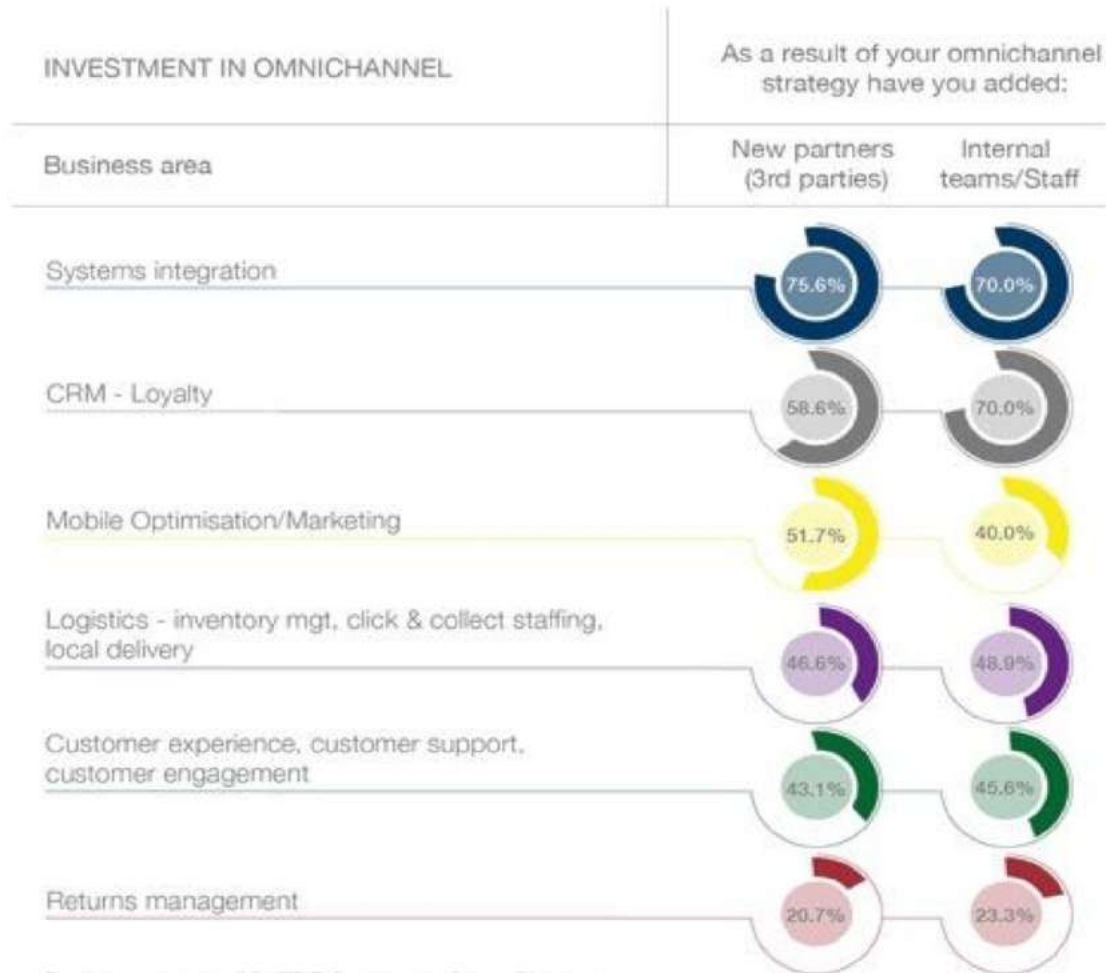 INVESTMENT IN OMNICHANNEL
As a result of your omnichannel
strategy have you added:
Business area
New partners
(3rd parties)
Internal
teams/Staff
Systems integration
75.6%
70.0%
CRM - Loyalty
58.6%
70.0%
Mobile Optimisation/Marketing
51.7%
40.0%
Logistics - inventory mgt, click & collect staffing,
local delivery
46.6%
48.9%
Customer experience, customer support,
customer engagement
43.1%
45.6%
Returns management
20.7%
23.3%